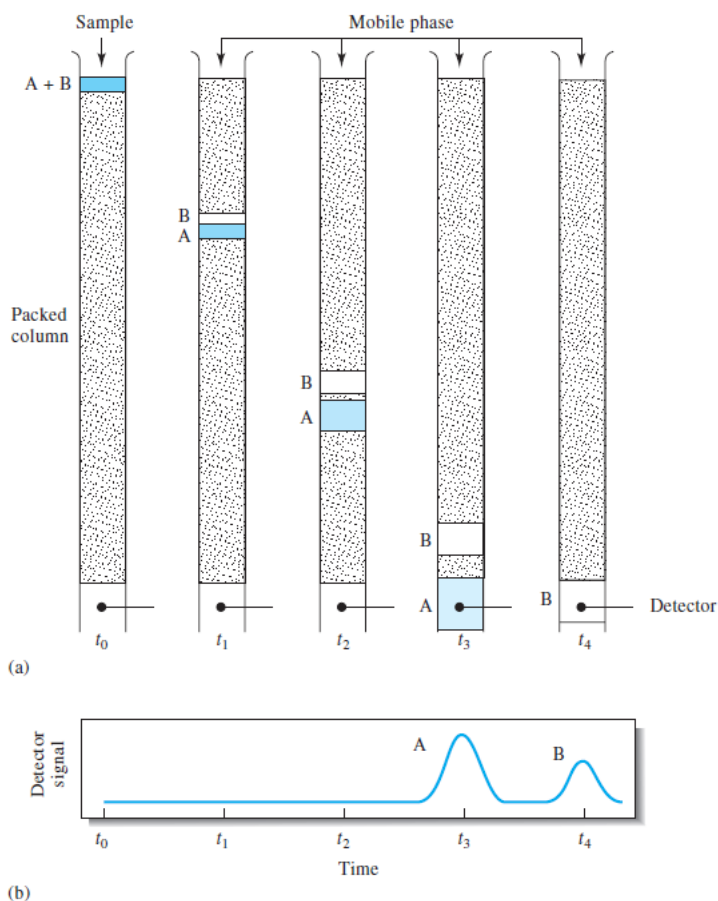 Sample
Mobile phase
A + B
B
A
Packed
column
B
A
B
A
B
Detector
t0 t1 t2 t3 t4
(a)
Detector
signal
A
B
t0 t1 t2 t3 t4
Time
(b)